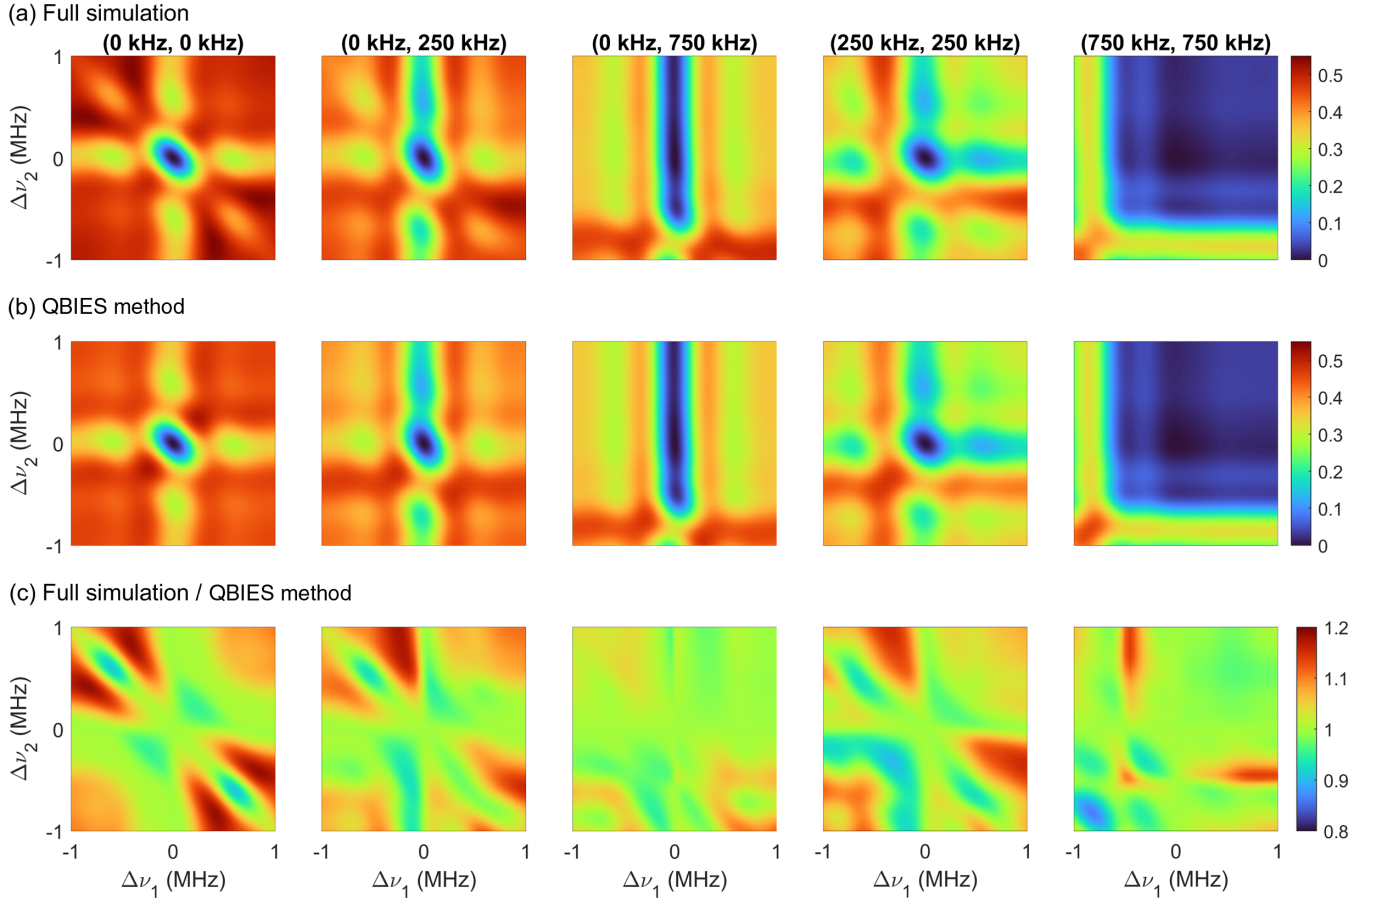 (a) Full simulation
(0 kHz, 0 kHz) (0 kHz, 250 kHz) (0 kHz, 750 kHz) (250 kHz, 250 kHz) (750 kHz, 750 kHz)
1 0.5
0.4
Δν2 (MHz) 0 0.3
0.2
0.1
-1 0
(b) QBIES method
1 0.5
0.4
Δν2 (MHz) 0 0.3
0.2
0.1
-1 0
(c) Full simulation / QBIES method
1 1.2
1.1
Δν2 (MHz) 0 1
0.9
-1 0.8
-1 0 1 -1 0 1 -1 0 1 -1 0 1 -1 0 1
Δν1 (MHz) Δν1 (MHz) Δν1 (MHz) Δν1 (MHz) Δν1 (MHz)